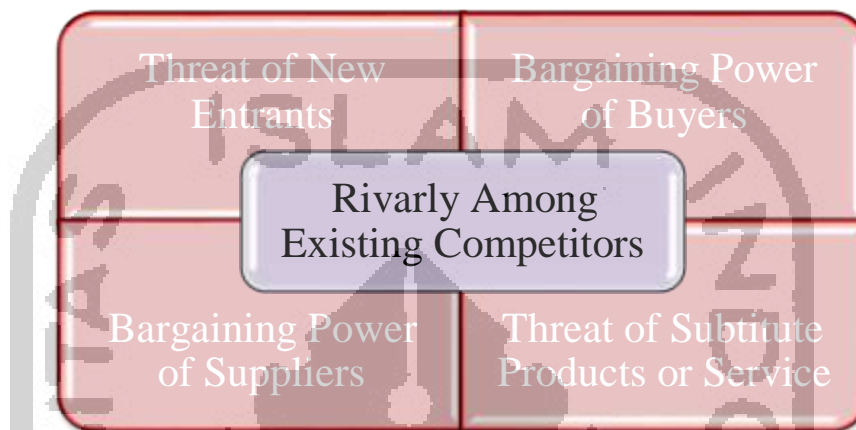 Threat of New
Entrants
Bargaining Power
of Buyers
Rivarly Among
Existing Competitors
Bargaining Power
of Suppliers
Threat of Subtitute
Products or Service
ISLAM